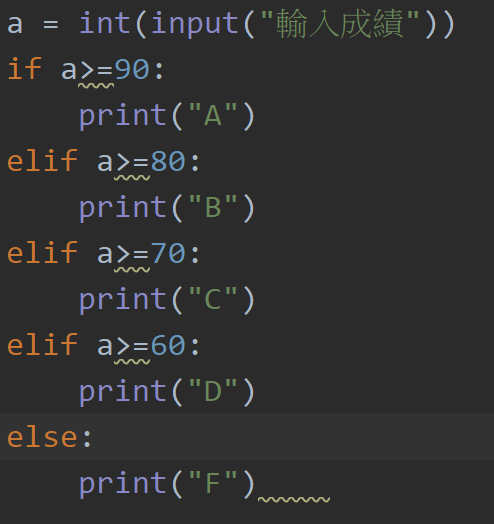 a = int(input("輸入成績"))
if a>=90:
    print("A")
elif a>=80:
    print("B")
elif a>=70:
    print("C")
elif a>=60:
    print("D")
else:
    print("F")